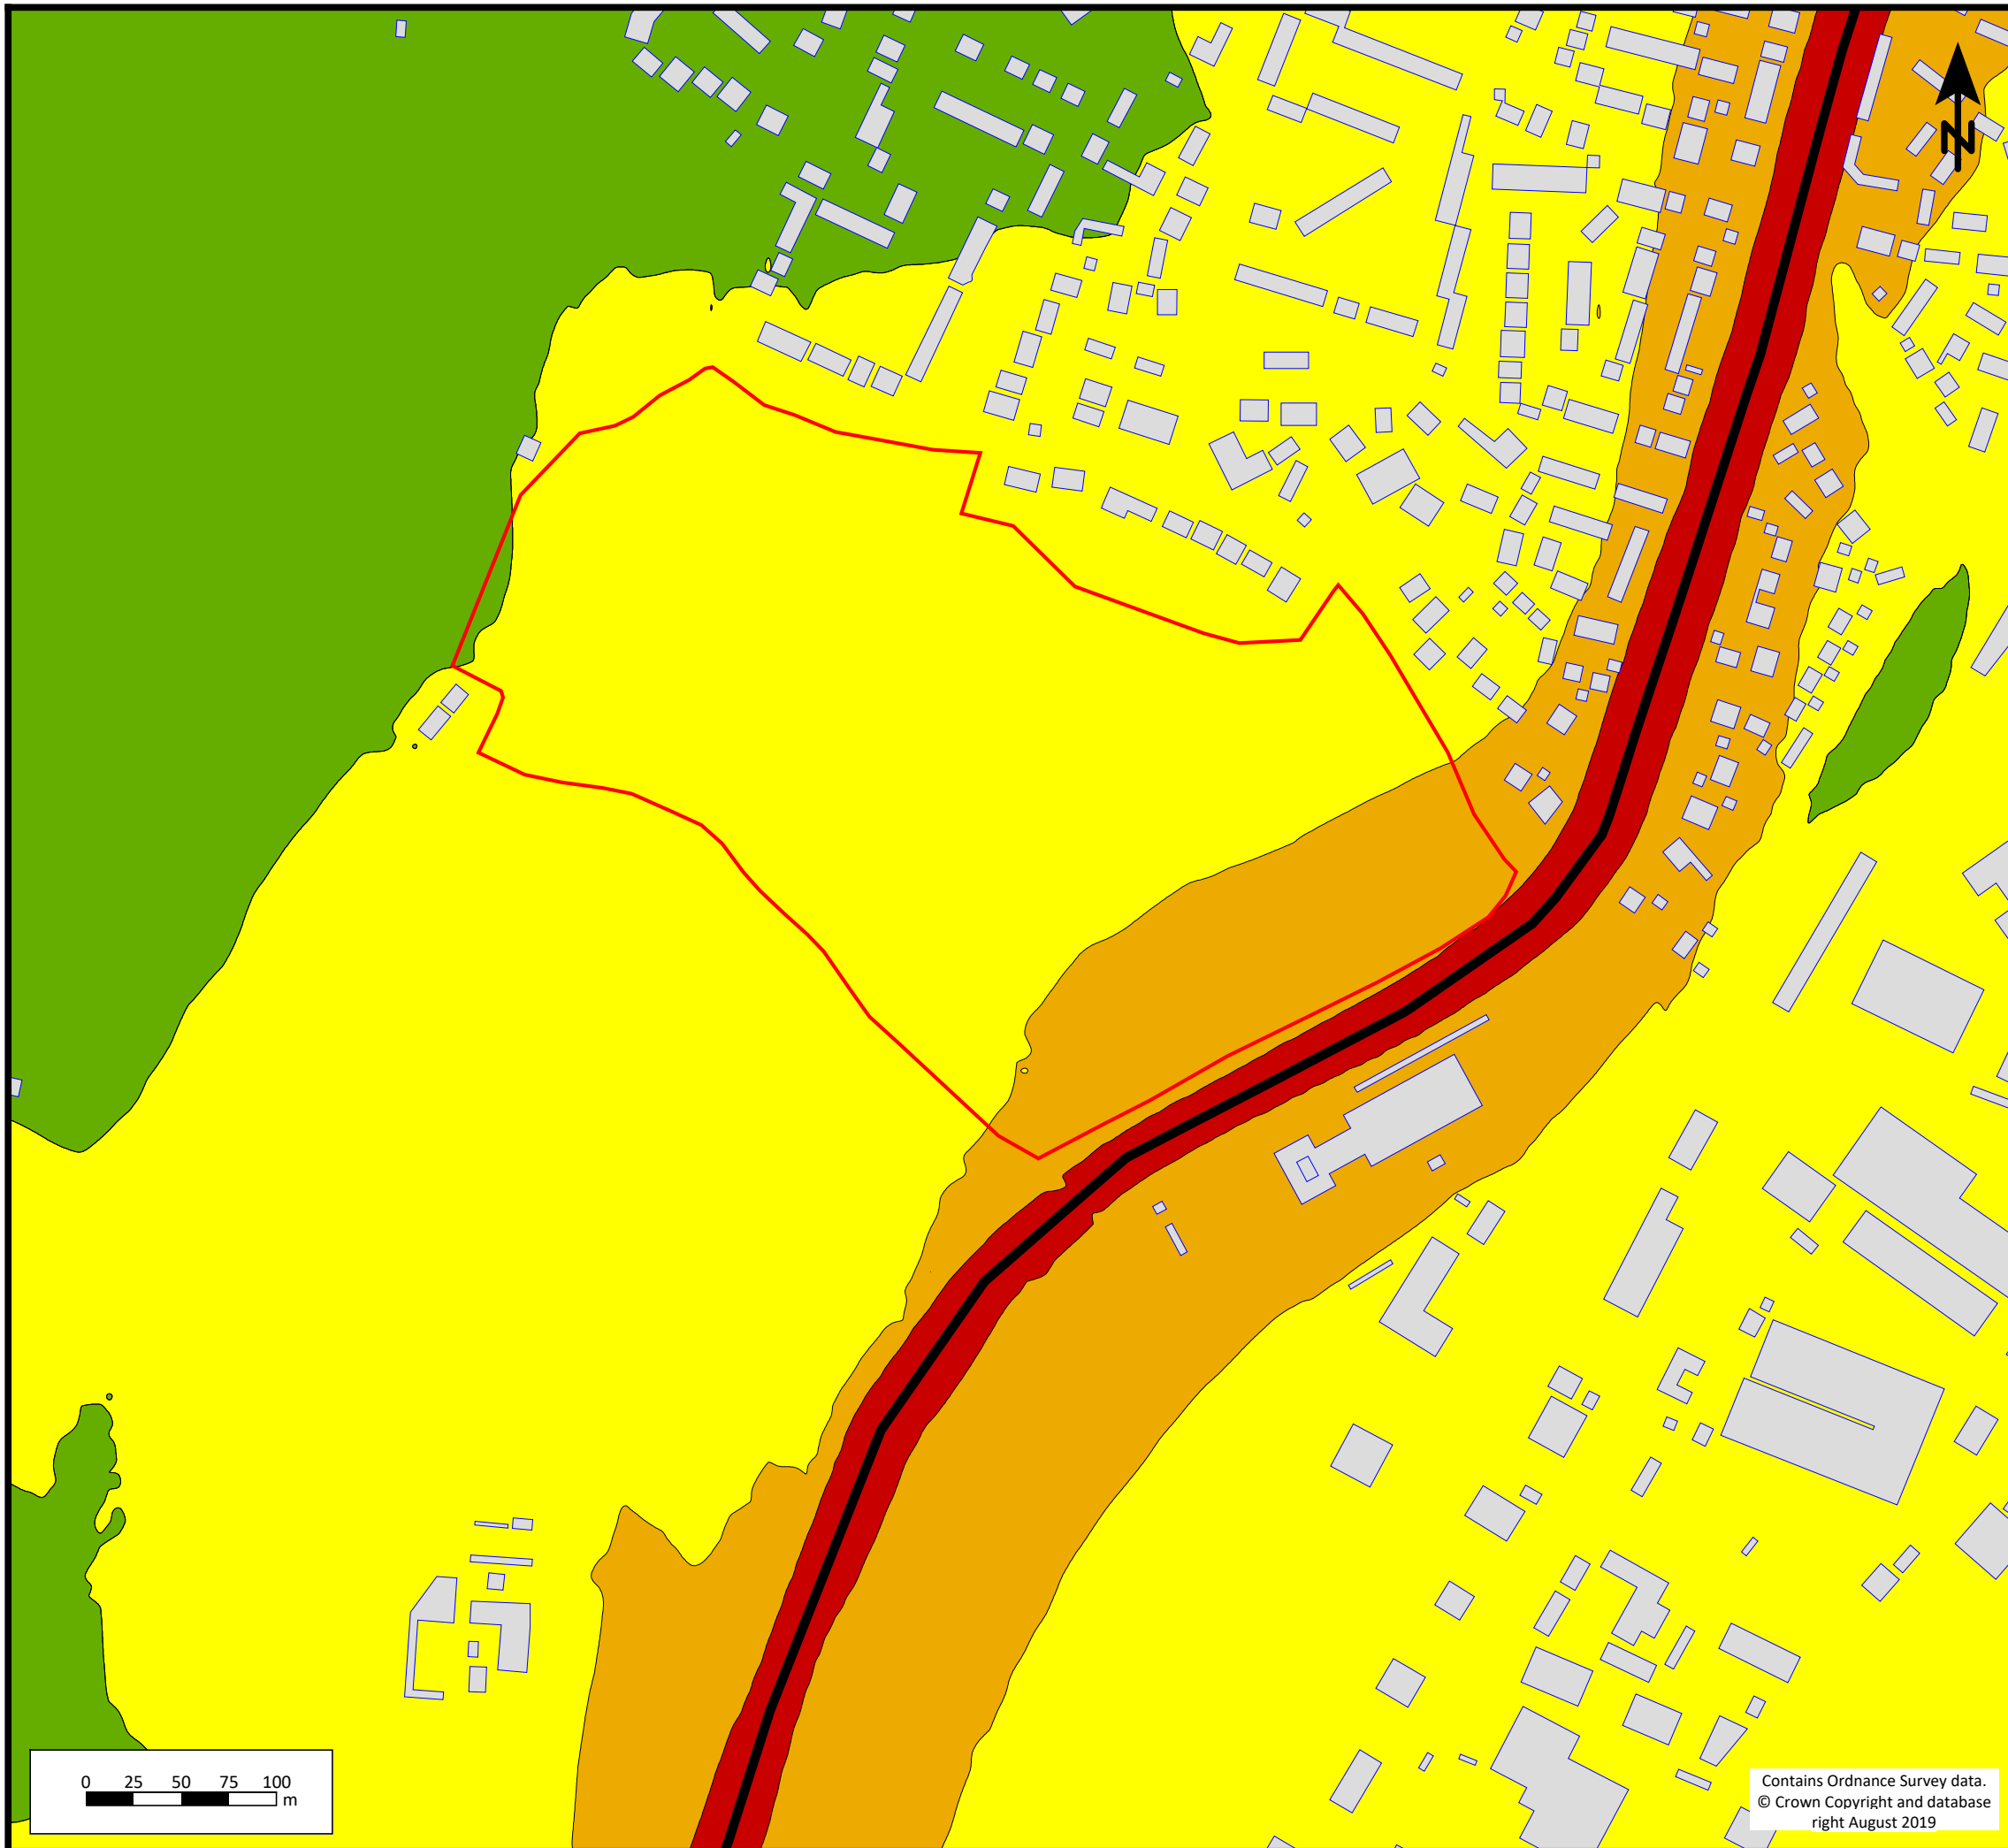 N
0 25 50 75 100
m
Contains Ordnance Survey data.
© Crown Copyright and database
right August 2019